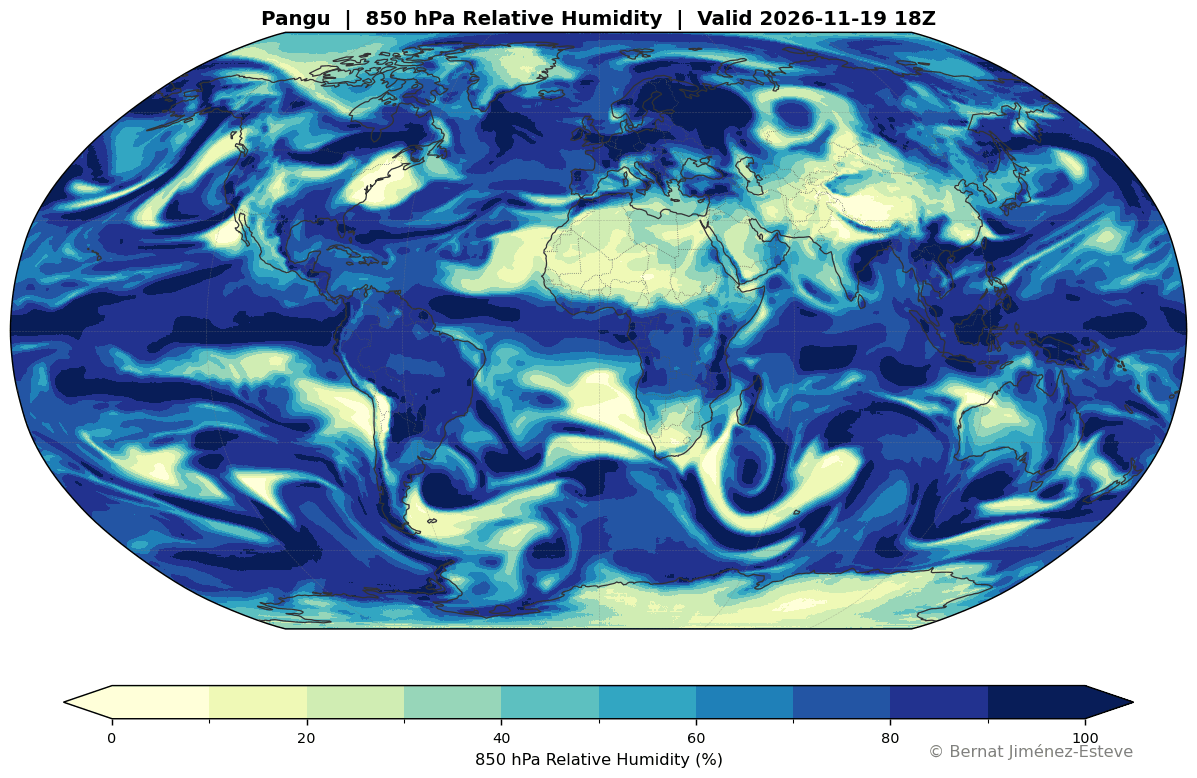 Pangu | 850 hPa Relative Humidity | Valid 2026-11-19 18Z
0 20 40 60 80 100
850 hPa Relative Humidity (%)
© Bernat Jiménez-Esteve